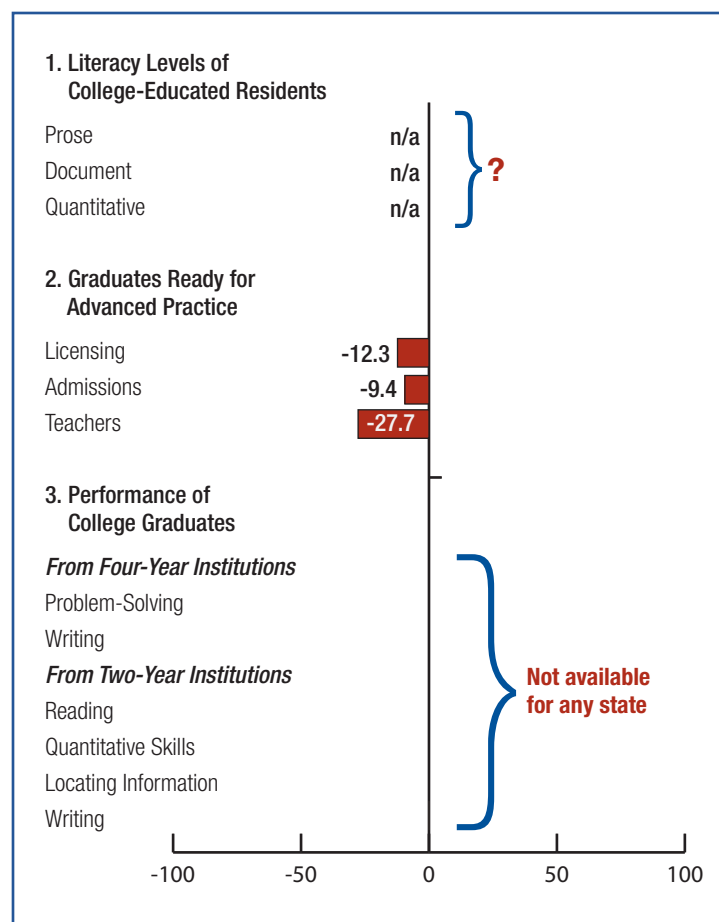 1. Literacy Levels of
College-Educated Residents
Prose n/a
Document n/a
Quantitative n/a
?
2. Graduates Ready for
Advanced Practice
Licensing -12.3
Admissions -9.4
Teachers -27.7
3. Performance of
College Graduates
From Four-Year Institutions
Problem-Solving
Writing
From Two-Year Institutions
Reading
Quantitative Skills
Locating Information
Writing
Not available
for any state
-100 -50 0 50 100